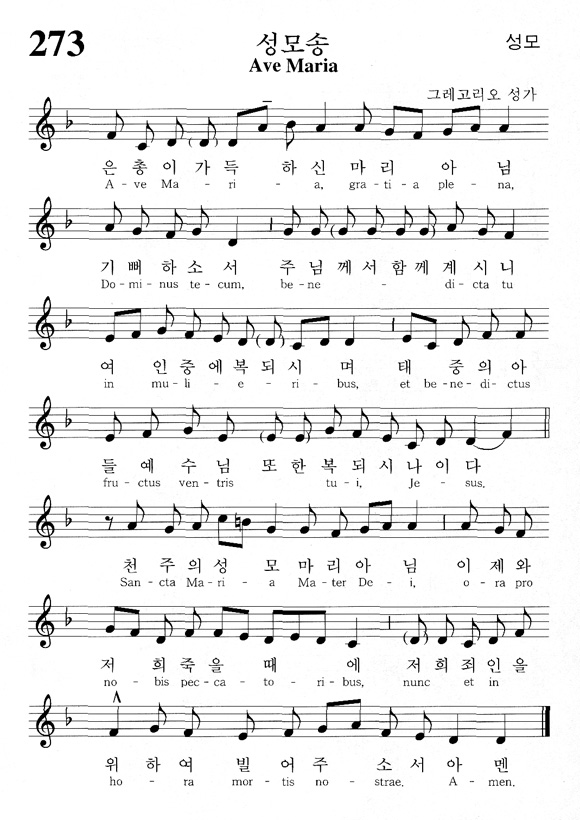 273
성모송
성모
Ave Maria
그레고리오 성가
은 총 이 가 득 하 신 마 리 아 님
A - ve Ma - ri - a, gra - ti - a ple - na,
기 뻐 하 소 서 주 님 께 서 함 께 계 시 니
Do - mi - nus te - cum, be - ne - dicta tu
여 인 중 에 복 되 시 며 태 중 의 아
in mu - li - e - ri - bus, et be - ne - dictus
들 예 수 님 또 한 복 되 시 나 이 다
fru - ctus ven - tris tu - i, Je - sus.
천 주 의 성 모 마 리 아 님 이 제 와
San - cta Ma - ri - a Ma - ter De - i, o - ra pro
저 희 죽 을 때 에 저 희 죄 인 을
no - bis pec - ca - to - ri - bus, nunc et in
위 하 여 빌 어 주 소 서 아 멘
ho - ra mor - tis no - strae. A - men.